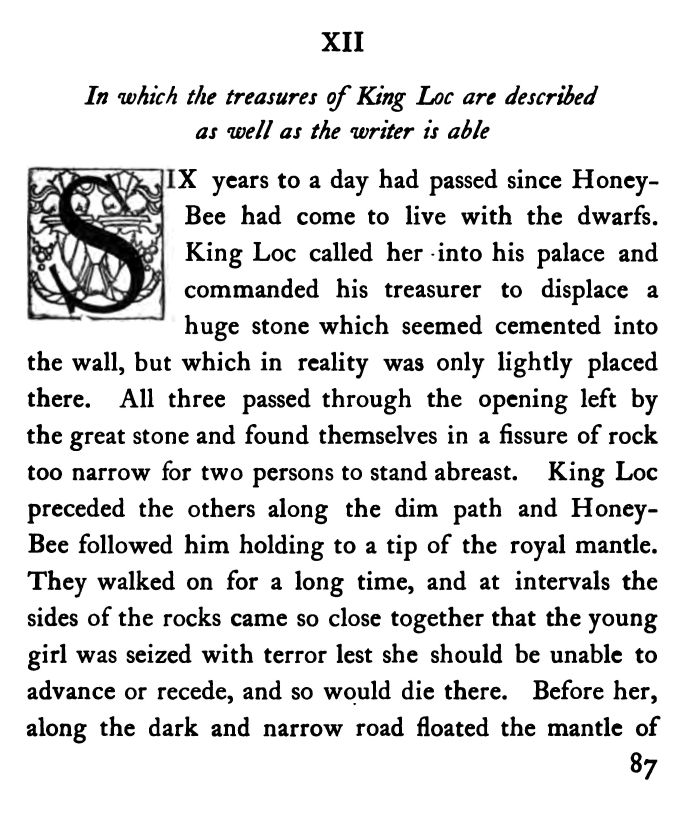 XII
In which the treasures of King Loc are described
as well as the writer is able
SIX years to a day had passed since Honey-
Bee had come to live with the dwarfs.
King Loc called her into his palace and
commanded his treasurer to displace a
huge stone which seemed cemented into
the wall, but which in reality was only lightly placed
there. All three passed through the opening left by
the great stone and found themselves in a fissure of rock
too narrow for two persons to stand abreast. King Loc
preceded the others along the dim path and Honey-
Bee followed him holding to a tip of the royal mantle.
They walked on for a long time, and at intervals the
sides of the rocks came so close together that the young
girl was seized with terror lest she should be unable to
advance or recede, and so would die there. Before her,
along the dark and narrow road floated the mantle of
87